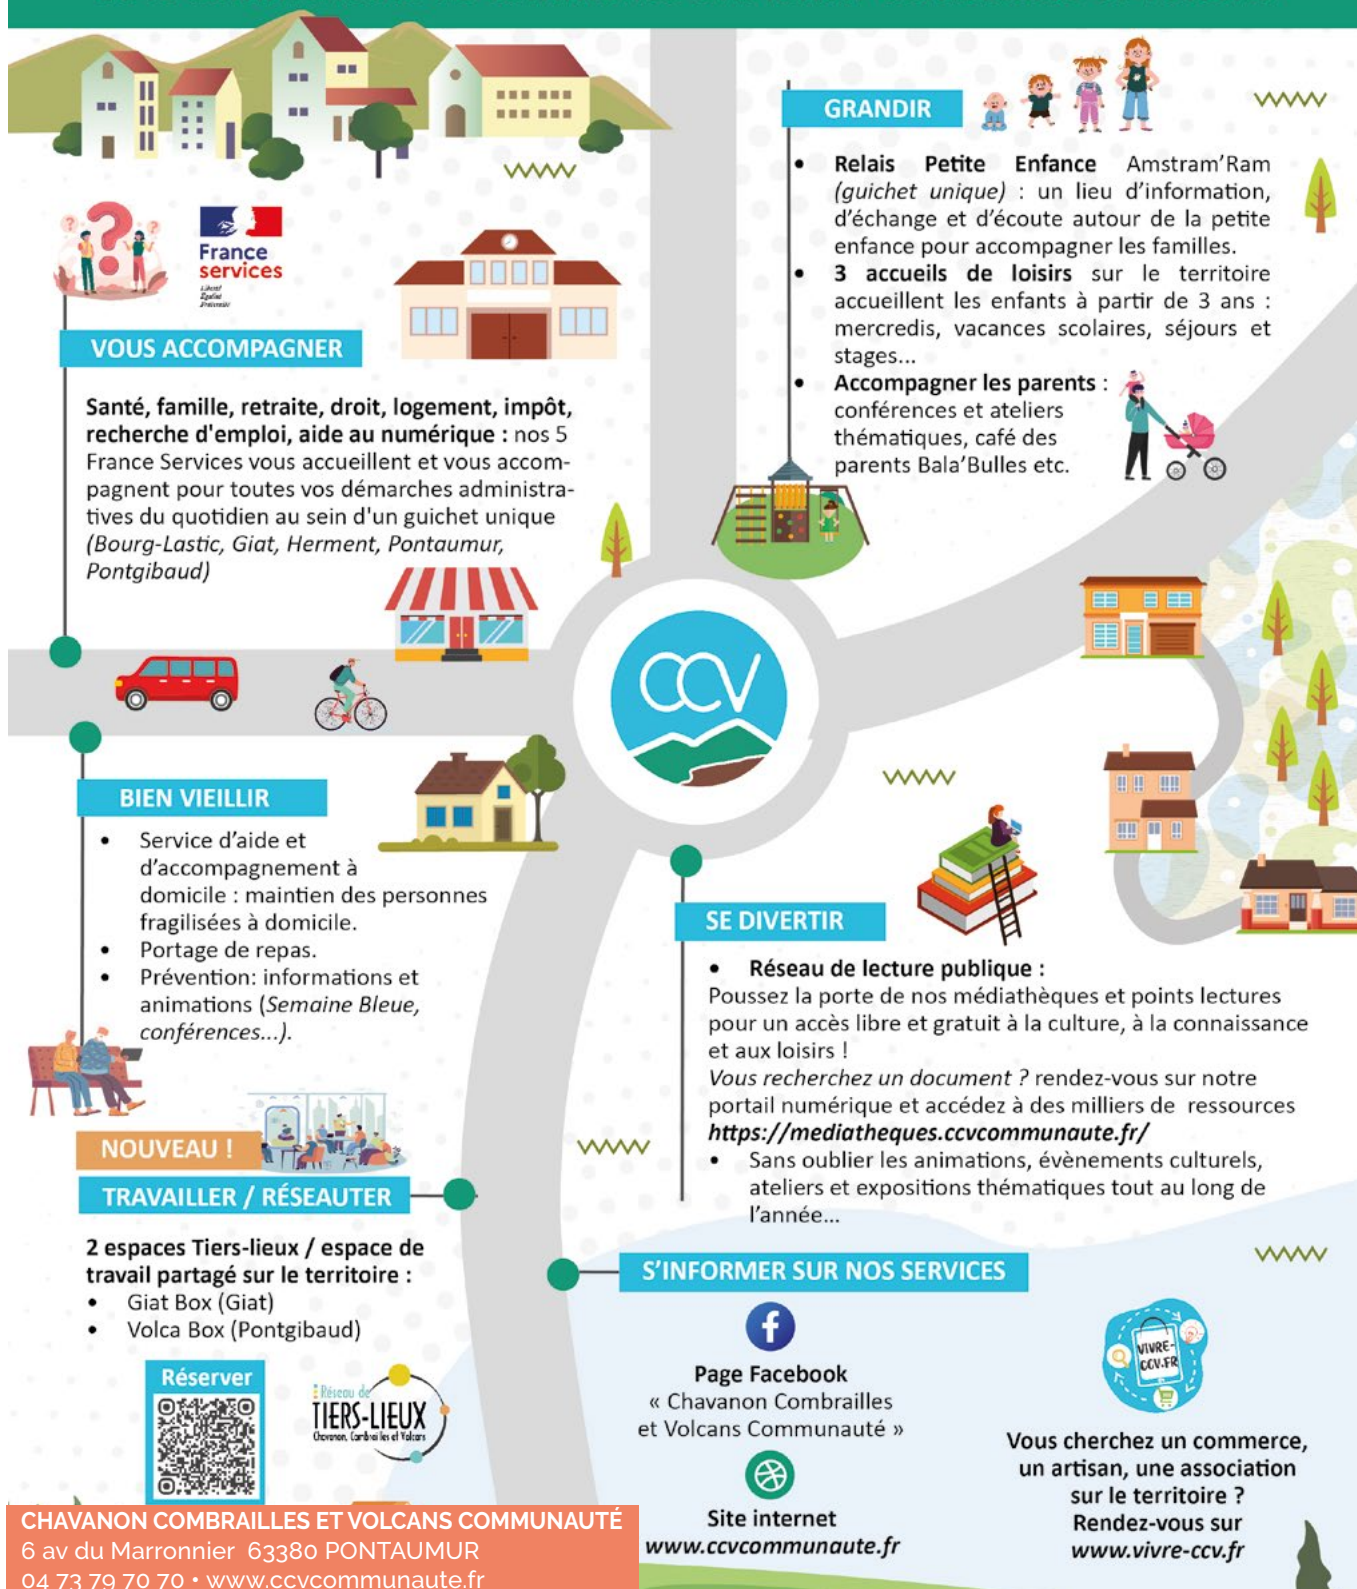 GRANDIR
• Relais Petite Enfance Amstram'Ram
(guichet unique) : un lieu d'information,
d'échange et d'écoute autour de la petite
enfance pour accompagner les familles.
• 3 accueils de loisirs sur le territoire
accueillent les enfants à partir de 3 ans :
mercredis, vacances scolaires, séjours et
stages...
• Accompagner les parents :
conférences et ateliers
thématiques, café des
parents Bala'Bulles etc.
France
services
Liberté
Égalité
Fraternité
VOUS ACCOMPAGNER
Santé, famille, retraite, droit, logement, impôt,
recherche d'emploi, aide au numérique : nos 5
France Services vous accueillent et vous accom-
pagnent pour toutes vos démarches administra-
tives du quotidien au sein d'un guichet unique
(Bourg-Lastic, Giat, Herment, Pontaumur,
Pontgibaud)
CCV
BIEN VIEILLIR
• Service d'aide et
d'accompagnement à
domicile : maintien des personnes
fragilisées à domicile.
• Portage de repas.
• Prévention: informations et
animations (Semaine Bleue,
conférences...).
SE DIVERTIR
• Réseau de lecture publique :
Poussez la porte de nos médiathèques et points lectures
pour un accès libre et gratuit à la culture, à la connaissance
et aux loisirs !
Vous recherchez un document ? rendez-vous sur notre
portail numérique et accédez à des milliers de ressources
https://mediatheques.ccvcommunaute.fr/
• Sans oublier les animations, évènements culturels,
ateliers et expositions thématiques tout au long de
l'année...
NOUVEAU !
TRAVAILLER / RÉSEAUTER
2 espaces Tiers-lieux / espace de
travail partagé sur le territoire :
• Giat Box (Giat)
• Volca Box (Pontgibaud)
Réserver
Réseau de
TIERS-LIEUX
Chavanon, Combrailles et Volcans
S'INFORMER SUR NOS SERVICES
Page Facebook
« Chavanon Combrailles
et Volcans Communauté »
Site internet
www.ccvcommunaute.fr
VIVRE-
CCV.FR
Vous cherchez un commerce,
un artisan, une association
sur le territoire ?
Rendez-vous sur
www.vivre-ccv.fr
CHAVANON COMBRAILLES ET VOLCANS COMMUNAUTÉ
6 av du Marronnier 63380 PONTAUMUR
04 73 79 70 70 • www.ccvcommunaute.fr